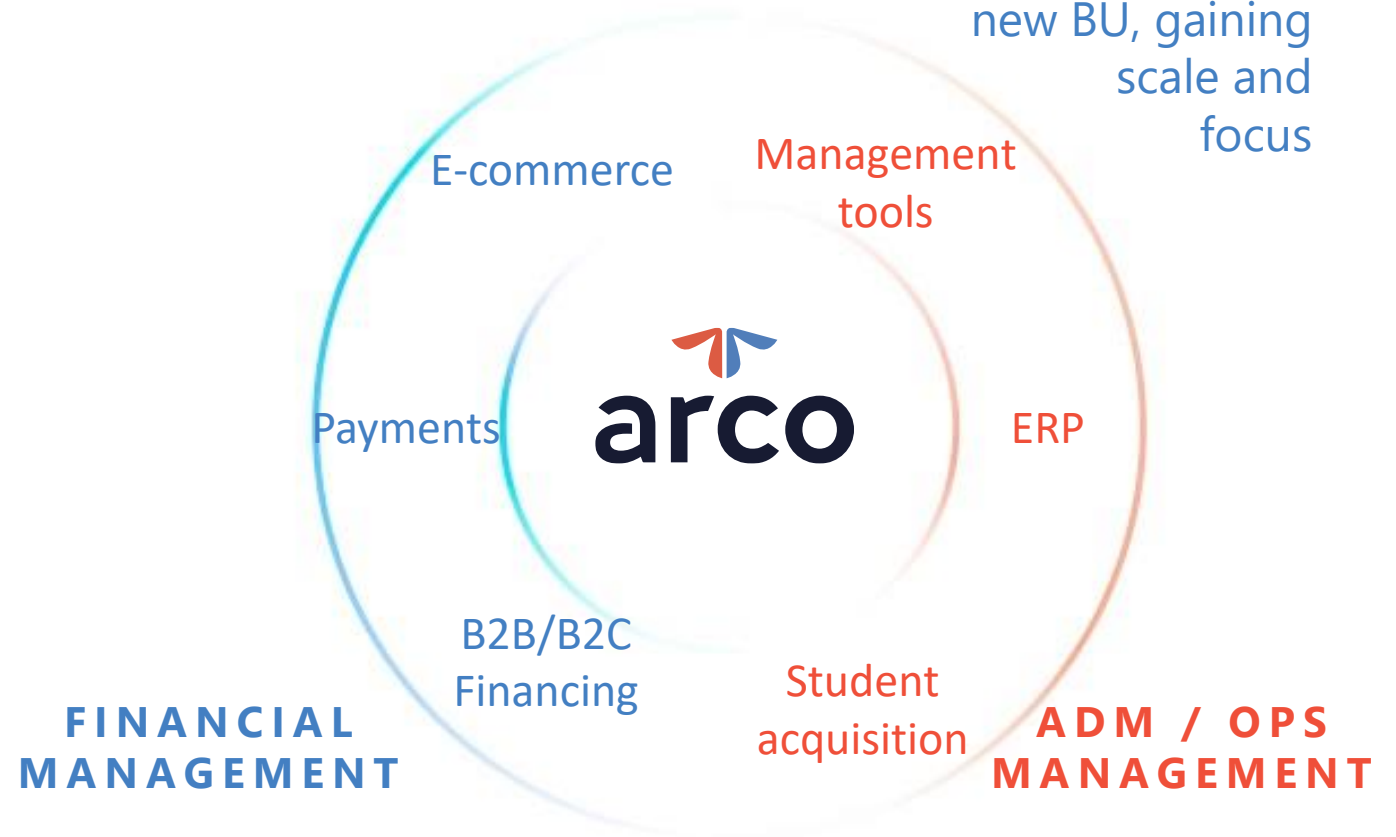 new BU, gaining
scale and
focus
E-commerce
Management
tools
arco
Payments
ERP
B2B/B2C
Financing
Student
acquisition
FINANCIAL
MANAGEMENT
ADM / OPS
MANAGEMENT